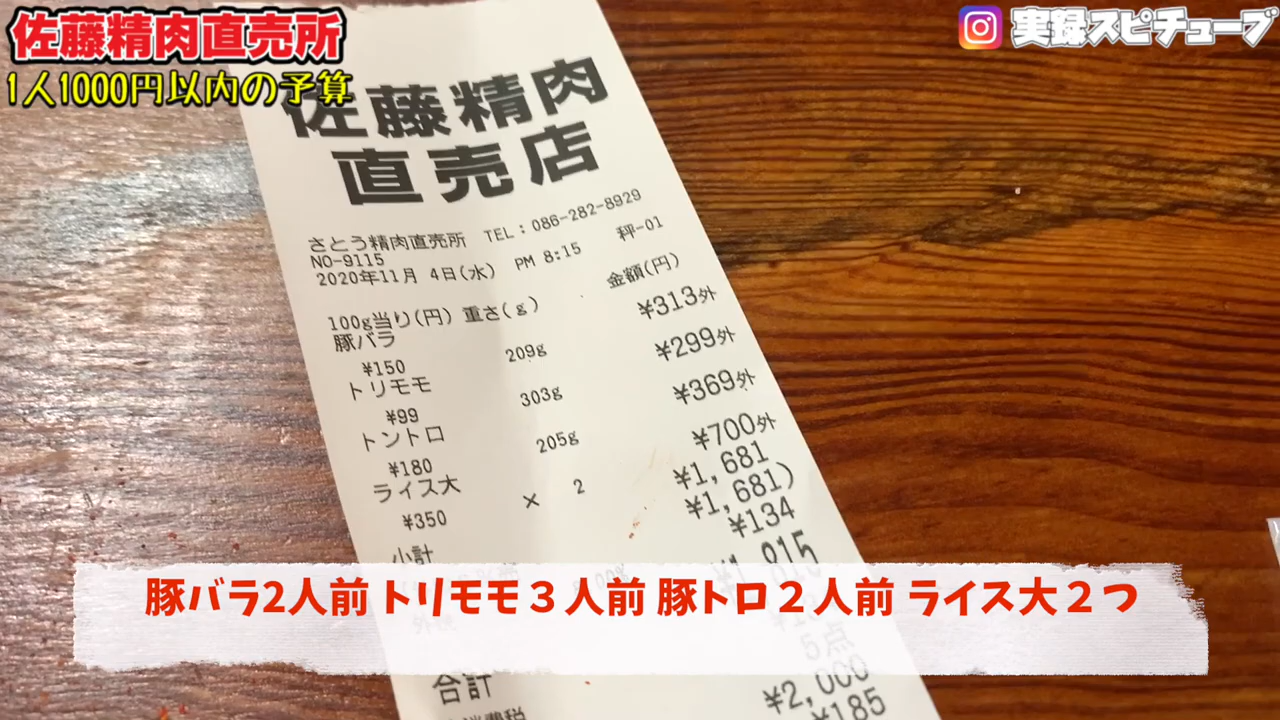 佐藤精肉直売所
1人1000円以内の予算
実録スピチューブ
佐藤精肉
直売店
さとう精肉直売所 TEL：086-282-8929
NO-9115 秤-01
2020年11月 4日(水) PM 8:15
100g当り(円) 重さ(g) 金額(円)
豚バラ
¥150 209g ¥313外
トリモモ
¥99 303g ¥299外
トントロ
¥180 205g ¥369外
ライス大
¥350 × 2 ¥700外
小計 ¥1,681
¥1,681)
¥134
¥1,815
豚バラ2人前 トリモモ３人前 豚トロ２人前 ライス大２つ
5点
合計 ¥2,000
¥185